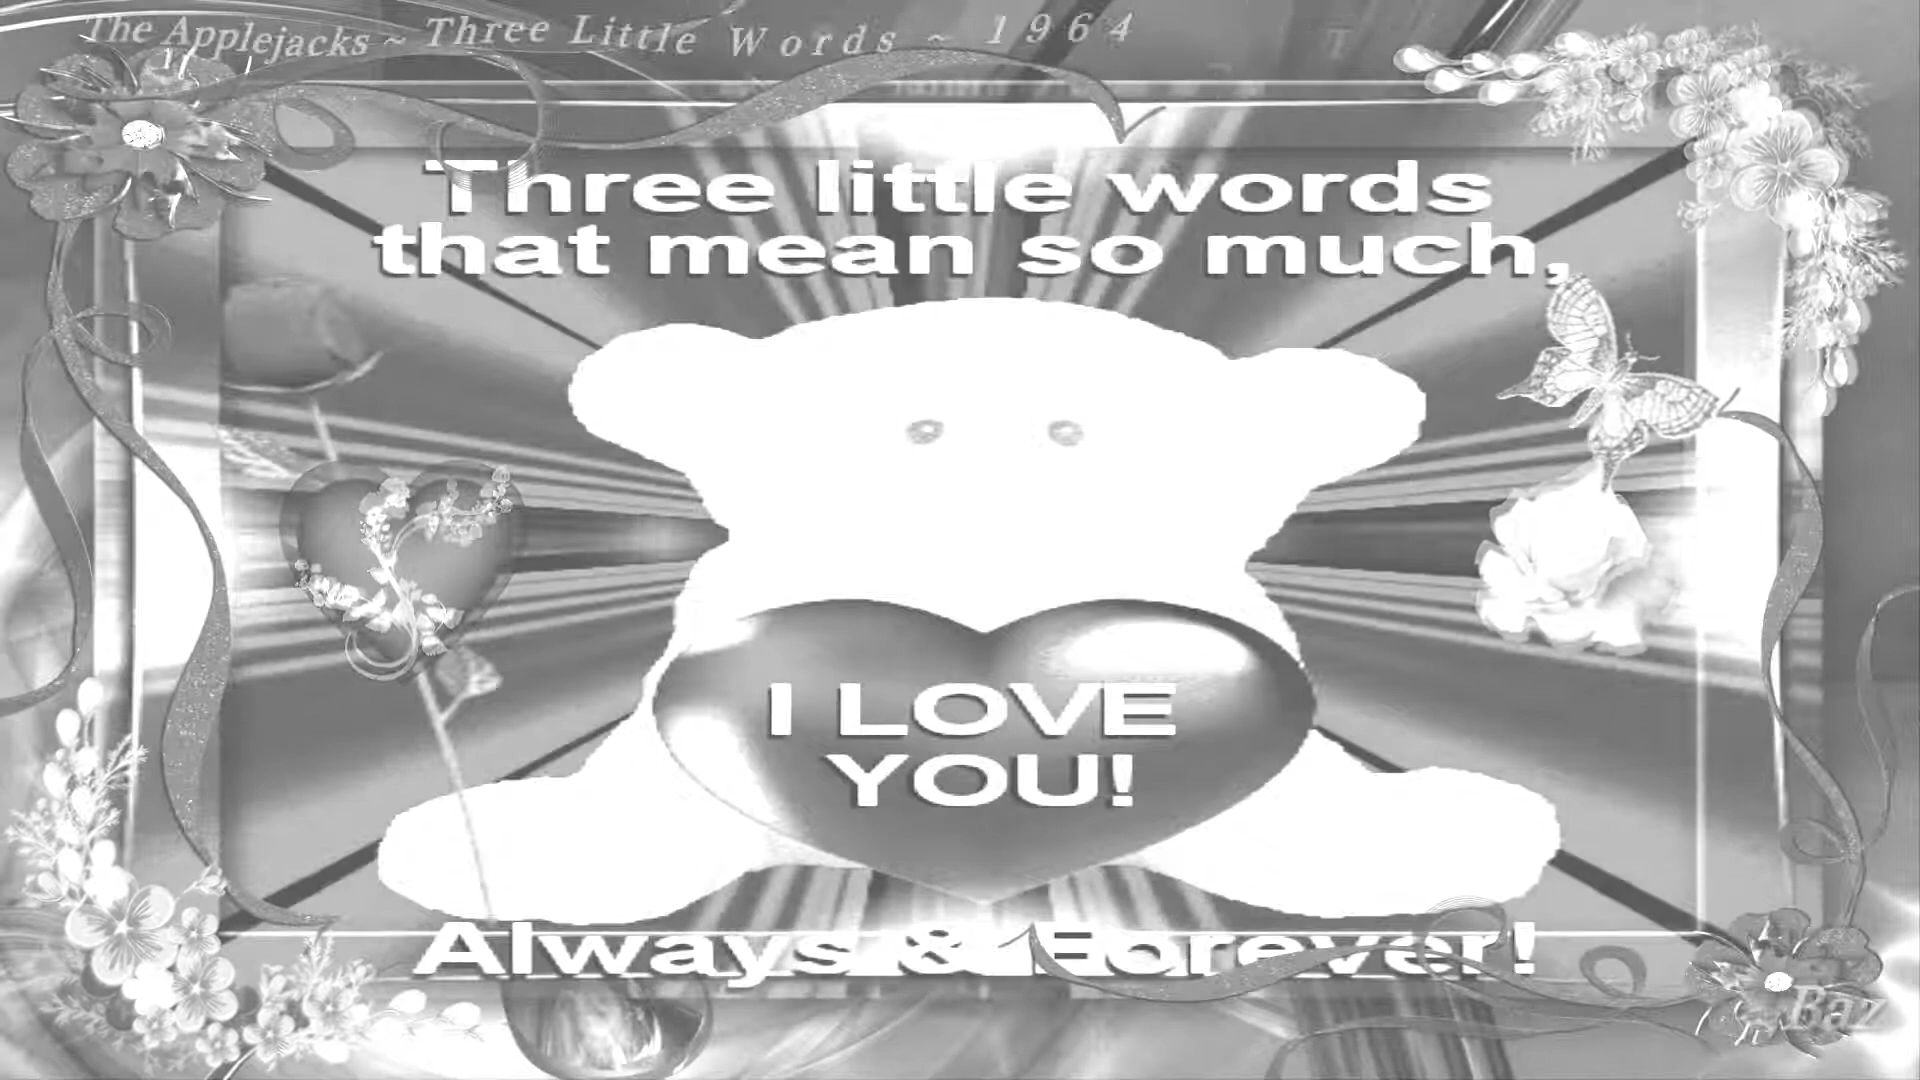 The Applejacks ~ Three Little Words ~ 1964
Three little words
that mean so much,
I LOVE
YOU!
Always & Forever!
Baz